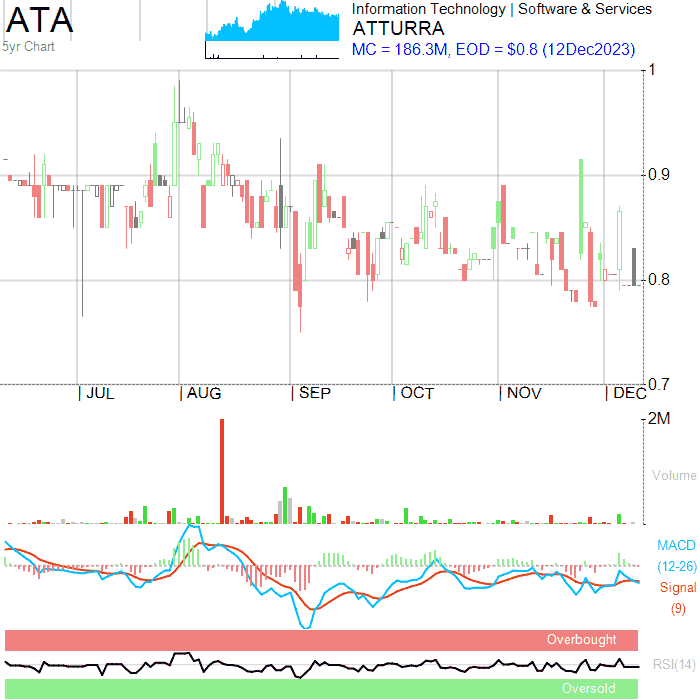 ATA
5yr Chart
Information Technology | Software & Services
ATTURRA
MC = 186.3M, EOD = $0.8 (12Dec2023)
1
0.9
0.8
0.7
| JUL | AUG | SEP | OCT | NOV | DEC
2M
Volume
MACD
(12-26)
Signal
(9)
Overbought
RSI(14)
Oversold